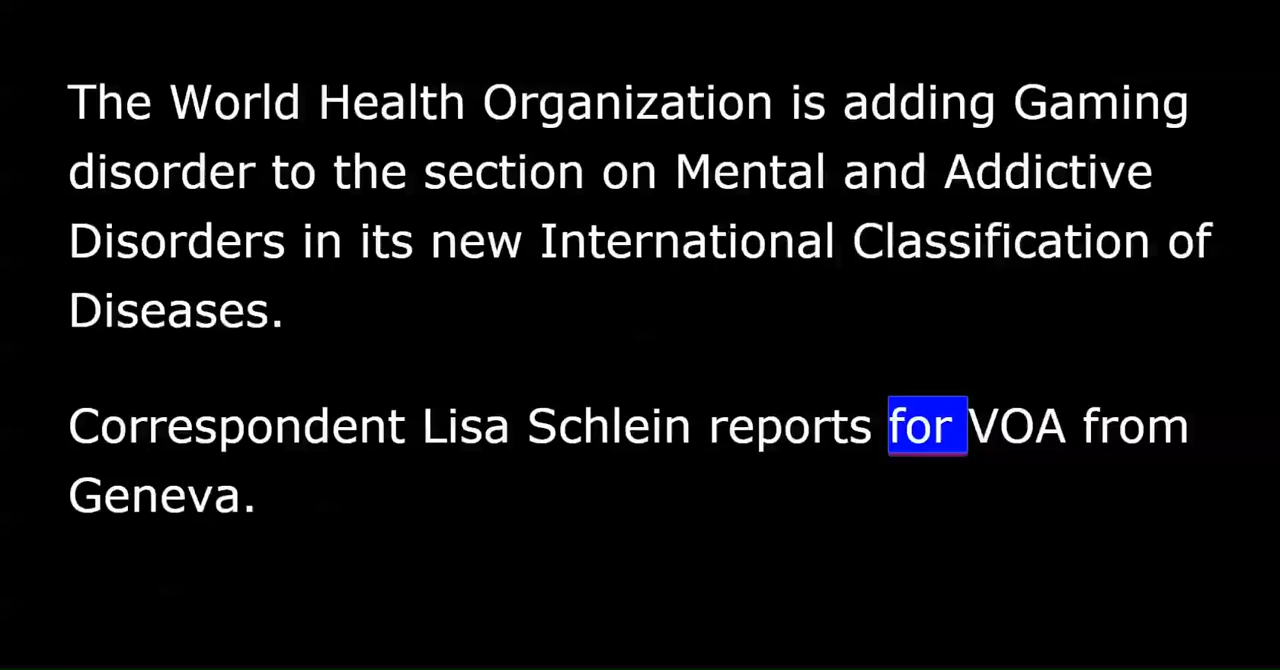 The World Health Organization is adding Gaming
disorder to the section on Mental and Addictive
Disorders in its new International Classification of
Diseases.
Correspondent Lisa Schlein reports for VOA from
Geneva.